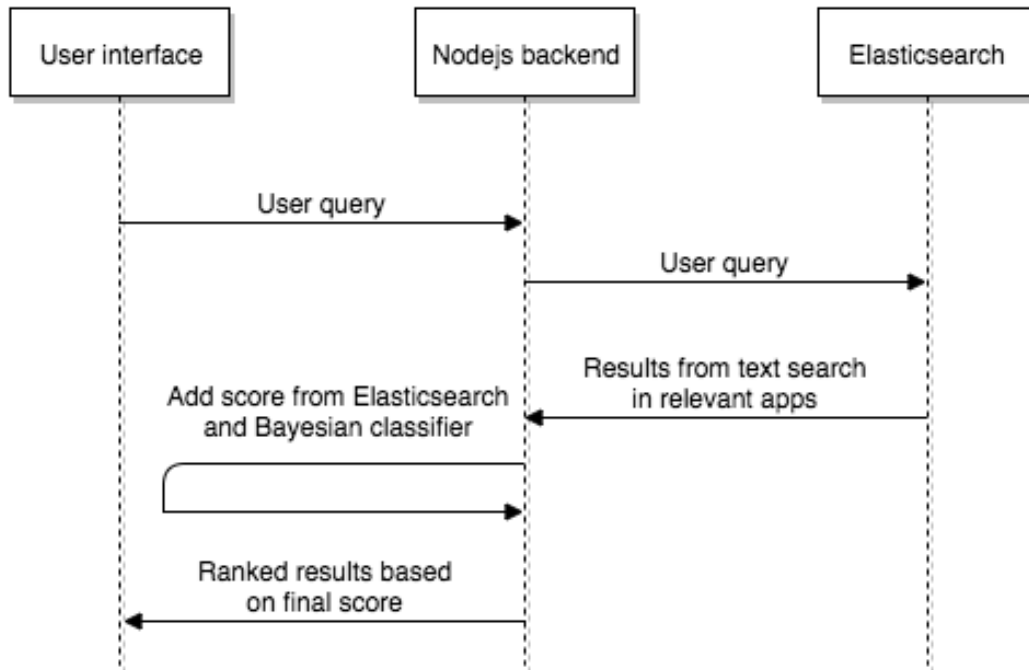 User interface
Nodejs backend
Elasticsearch
User query
User query
Results from text search
in relevant apps
Add score from Elasticsearch
and Bayesian classifier
Ranked results based
on final score